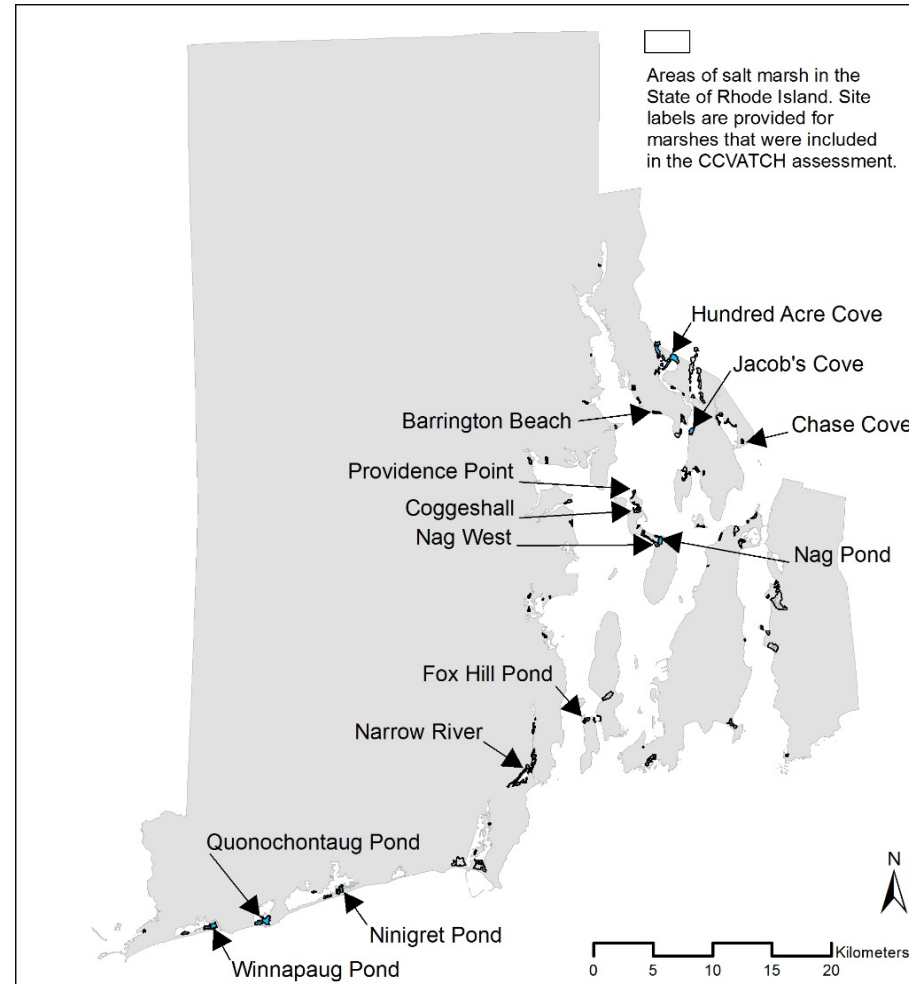 Areas of salt marsh in the
State of Rhode Island. Site
labels are provided for
marshes that were included
in the CCVATCH assessment.
Hundred Acre Cove
Jacob's Cove
Barrington Beach
Chase Cove
Providence Point
Coggeshall
Nag West
Nag Pond
Fox Hill Pond
Narrow River
Quonochontaug Pond
Ninigret Pond
Winnapaug Pond
N
Kilometers
0 5 10 15 20